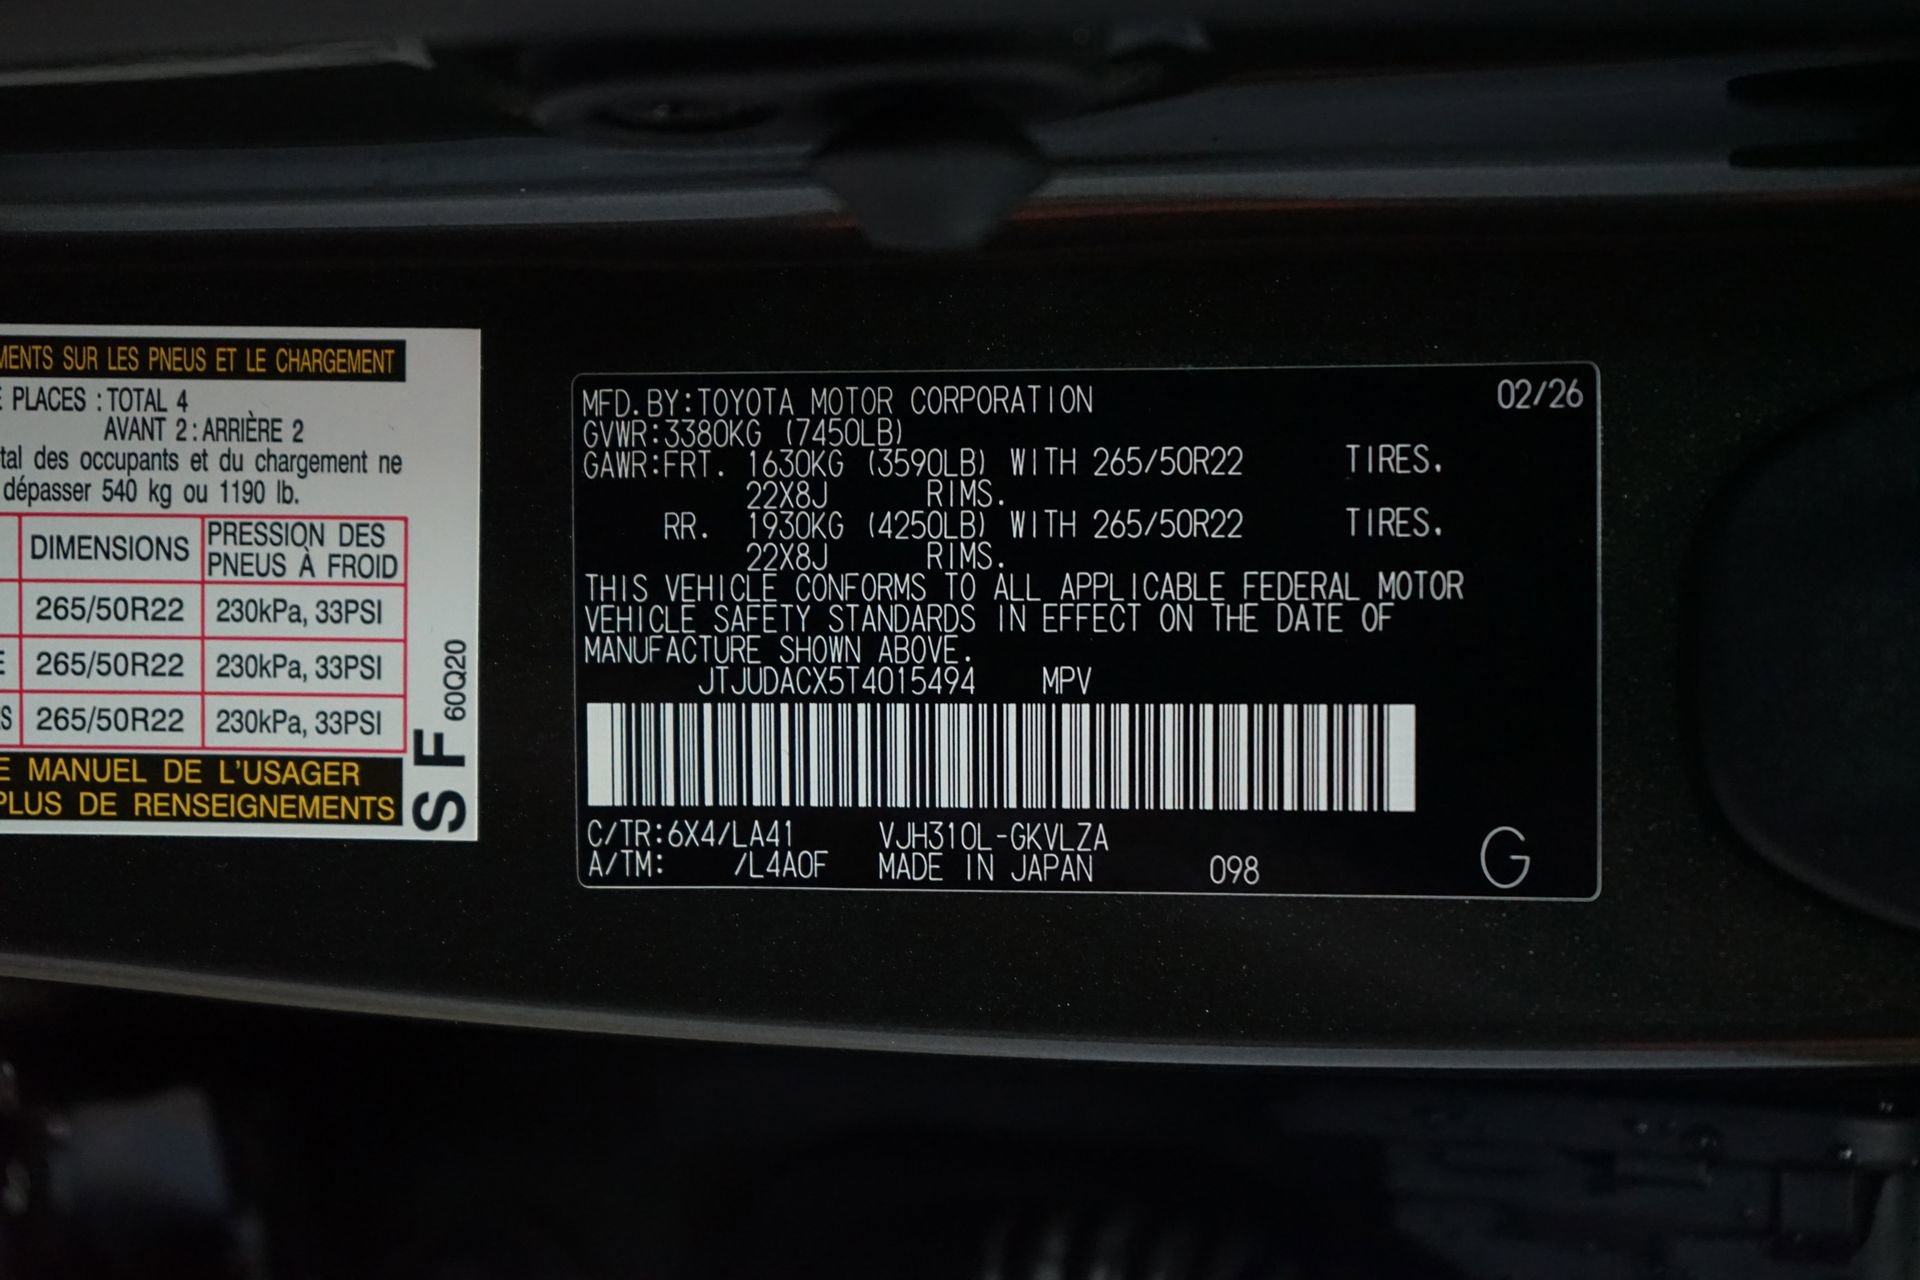 MENTS SUR LES PNEUS ET LE CHARGEMENT
PLACES : TOTAL 4
AVANT 2 : ARRIÈRE 2
tal des occupants et du chargement ne
dépasser 540 kg ou 1190 lb.
DIMENSIONS PRESSION DES
PNEUS À FROID
265/50R22 230kPa, 33PSI
265/50R22 230kPa, 33PSI
265/50R22 230kPa, 33PSI
MANUEL DE L'USAGER
PLUS DE RENSEIGNEMENTS
S F 60Q20
MFD. BY: TOYOTA MOTOR CORPORATION 02/26
GVWR: 3380KG (7450LB)
GAWR: FRT. 1630KG (3590LB) WITH 265/50R22 TIRES.
22X8J RIMS.
RR. 1930KG (4250LB) WITH 265/50R22 TIRES.
22X8J RIMS.
THIS VEHICLE CONFORMS TO ALL APPLICABLE FEDERAL MOTOR
VEHICLE SAFETY STANDARDS IN EFFECT ON THE DATE OF
MANUFACTURE SHOWN ABOVE.
JTJUDACX5T4015494 MPV
C/TR: 6X4/LA41 VJH310L-GKVLZA
A/TM: /L4A0F MADE IN JAPAN 098 G